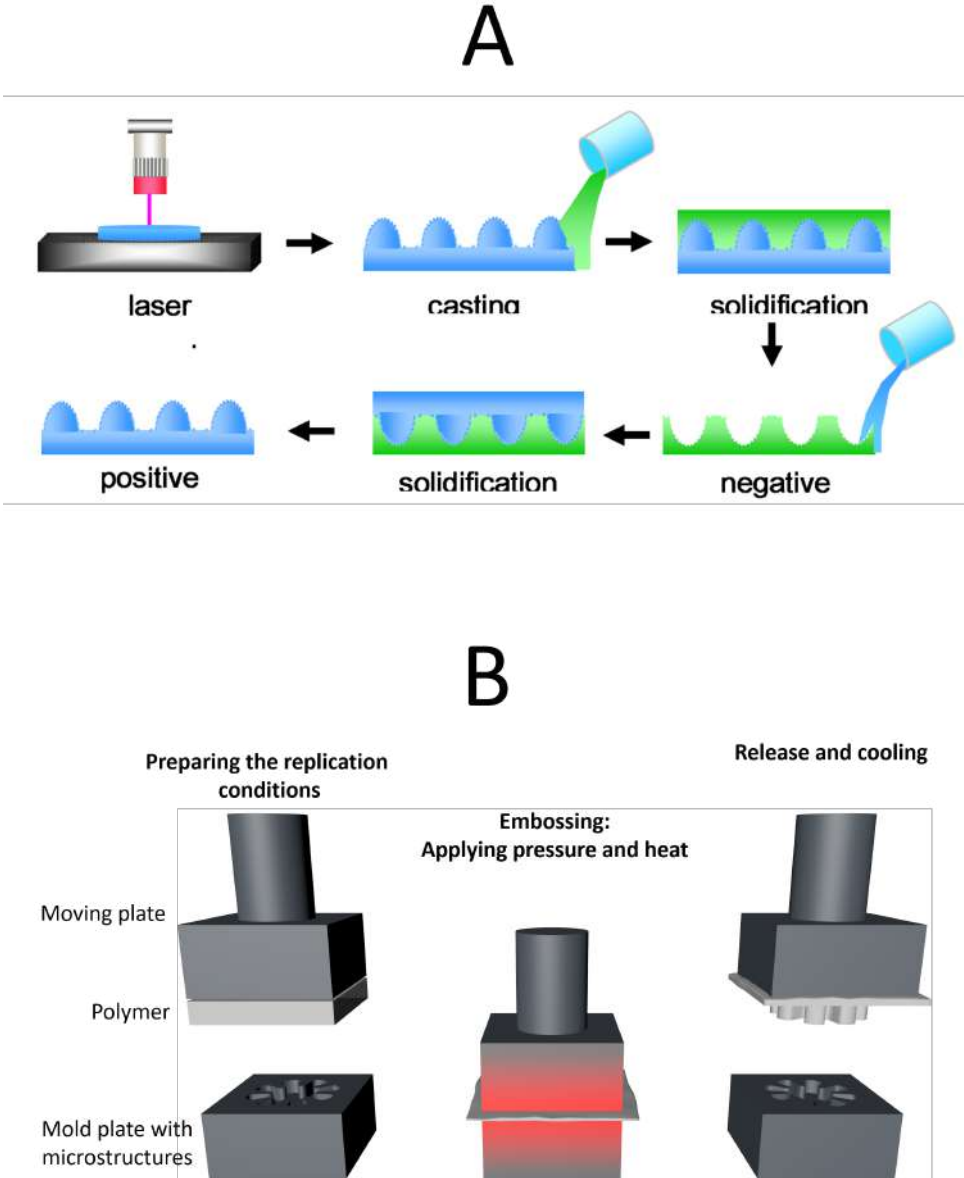 A
laser
casting
solidification
positive
solidification
negative
B
Preparing the replication
conditions
Release and cooling
Embossing:
Applying pressure and heat
Moving plate
Polymer
Mold plate with
microstructures